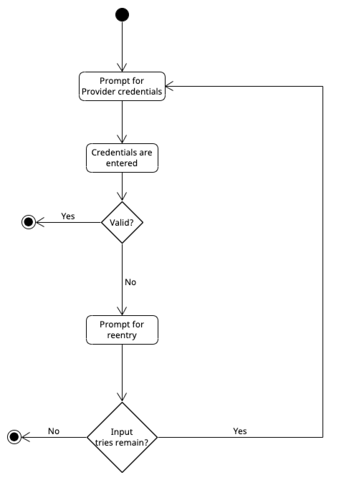 Prompt for
Provider credentials
Credentials are
entered
Yes
Valid?
No
Prompt for
reentry
No
Input
tries remain?
Yes